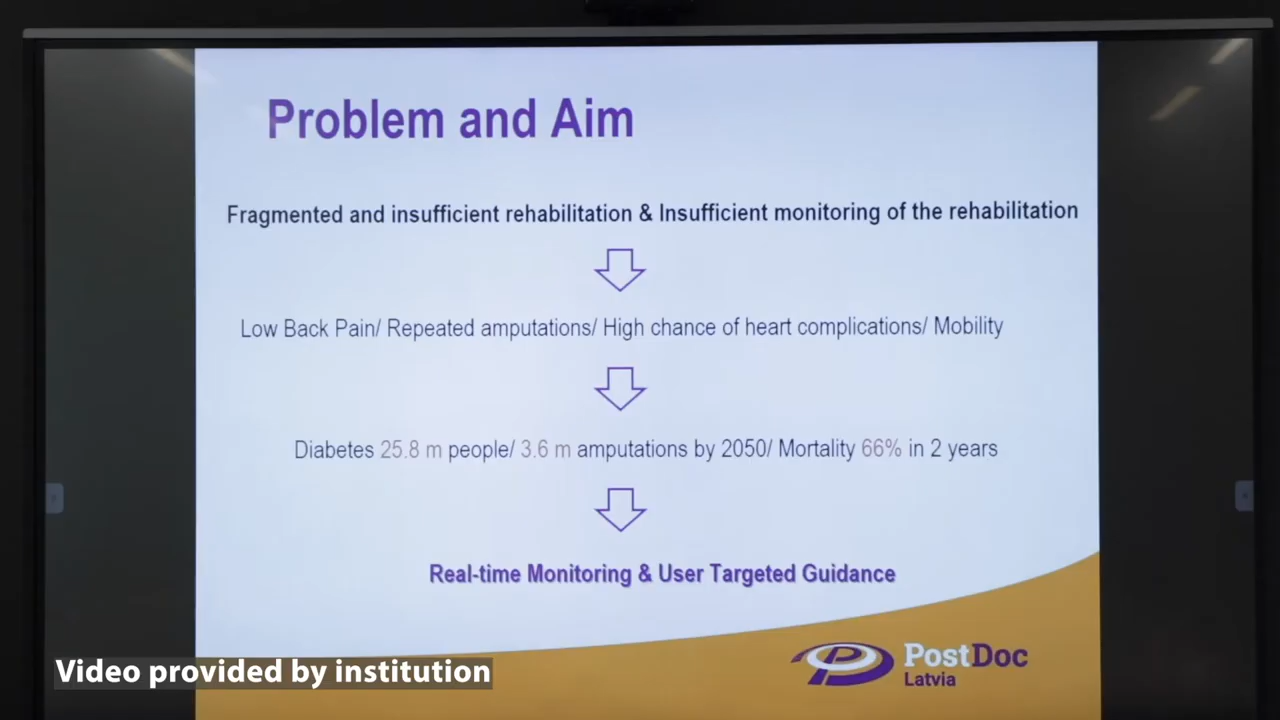 Problem and Aim
Fragmented and insufficient rehabilitation & Insufficient monitoring of the rehabilitation
Low Back Pain/ Repeated amputations/ High chance of heart complications/ Mobility
Diabetes 25.8 m people/ 3.6 m amputations by 2050/ Mortality 66% in 2 years
Real-time Monitoring & User Targeted Guidance
PostDoc
Latvia
Video provided by institution